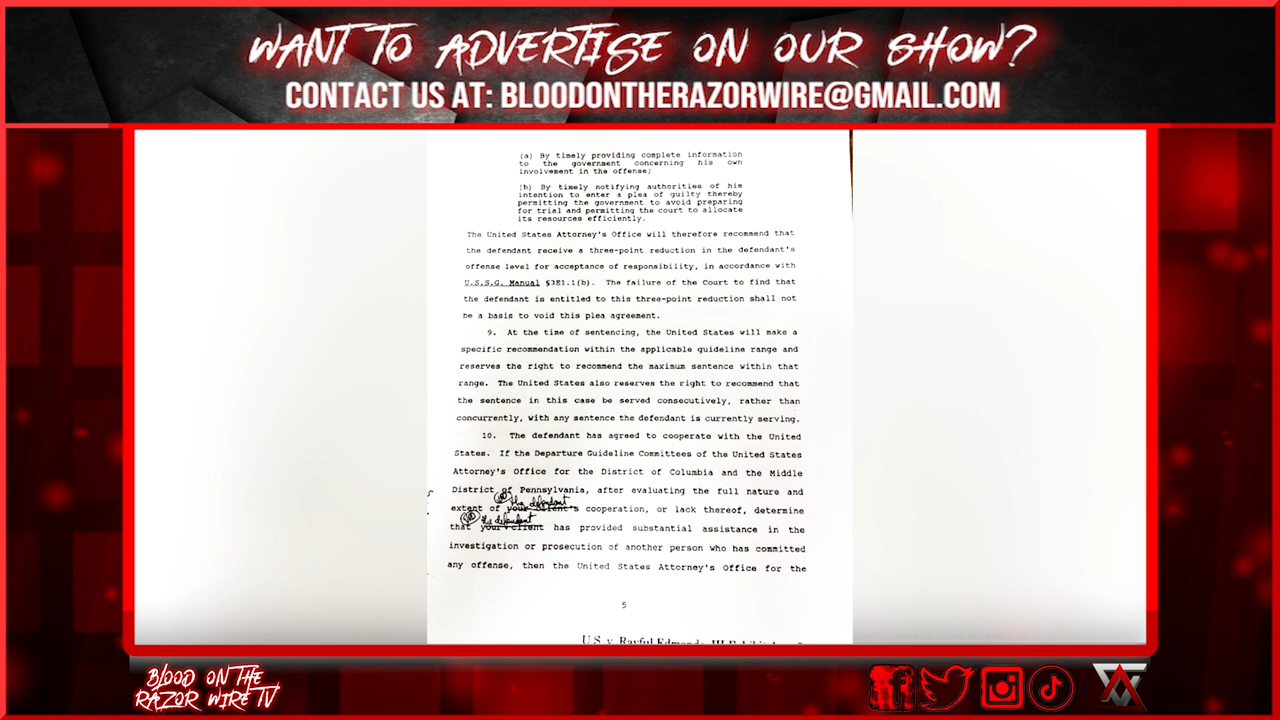 WANT TO ADVERTISE ON OUR SHOW?
CONTACT US AT: BLOODONTHERAZORWIRE@GMAIL.COM
(a) By timely providing complete information
to the government concerning his own
involvement in the offense;
(b) By timely notifying authorities of his
intention to enter a plea of guilty thereby
permitting the government to avoid preparing
for trial and permitting the court to allocate
its resources efficiently.
The United States Attorney's Office will therefore recommend that
the defendant receive a three-point reduction in the defendant's
offense level for acceptance of responsibility, in accordance with
U.S.S.G. Manual §3E1.1(b). The failure of the Court to find that
the defendant is entitled to this three-point reduction shall not
be a basis to void this plea agreement.
9. At the time of sentencing, the United States will make a
specific recommendation within the applicable guideline range and
reserves the right to recommend the maximum sentence within that
range. The United States also reserves the right to recommend that
the sentence in this case be served consecutively, rather than
concurrently, with any sentence the defendant is currently serving.
10. The defendant has agreed to cooperate with the United
States. If the Departure Guideline Committees of the United States
Attorney's Office for the District of Columbia and the Middle
District of Pennsylvania, after evaluating the full nature and
the defendant
extent of your client's cooperation, or lack thereof, determine
the defendant
that your client has provided substantial assistance in the
investigation or prosecution of another person who has committed
any offense, then the United States Attorney's Office for the
5
U.S. v. Rayful Edmonds, III
BLOOD ON THE
RAZOR WIRE TV